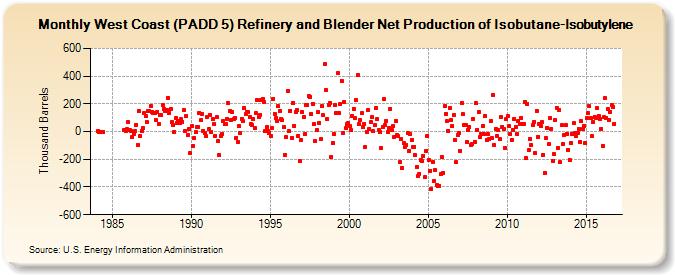 Monthly West Coast (PADD 5) Refinery and Blender Net Production of Isobutane-Isobutylene
Thousand Barrels
600
400
200
0
-200
-400
-600
1985 1990 1995 2000 2005 2010 2015
Source: U.S. Energy Information Administration